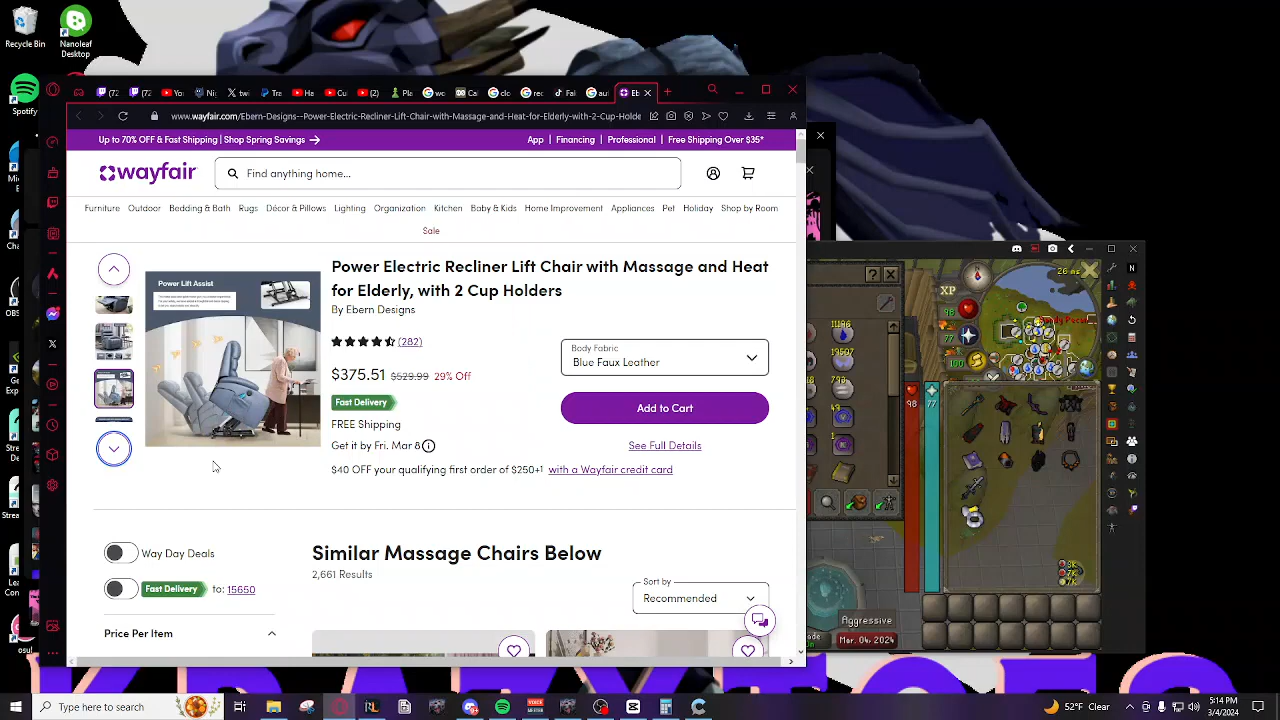 Recycle Bin
Nanoleaf
Desktop
Spotify
www.wayfair.com/Ebern-Designs--Power-Electric-Recliner-Lift-Chair-with-Massage-and-Heat-for-Elderly-with-2-Cup-Holde
Up to 70% OFF & Fast Shipping | Shop Spring Savings
App Financing Professional Free Shipping Over $35*
wayfair
Find anything home...
Furniture Outdoor Bedding & Bath Rugs Décor & Pillows Lighting Organization Kitchen Baby & Kids Home Improvement Appliances Pet Holiday Shop by Room
Sale
Power Lift Assist
Power Electric Recliner Lift Chair with Massage and Heat
for Elderly, with 2 Cup Holders
By Ebern Designs
(282)
$375.51 $529.99 29% Off
Fast Delivery
FREE Shipping
Get it by Fri. Mar 8
$40 OFF your qualifying first order of $250+¹ with a Wayfair credit card
Body Fabric
Blue Faux Leather
Add to Cart
See Full Details
Way Day Deals
Fast Delivery to: 15650
Price Per Item
Similar Massage Chairs Below
2,661 Results
Sort by
Recommended
26 ms
XP
98
77
100
98 77
Aggressive
Mar. 04, 2024
Type here to search
52°F Clear
5:14 PM
3/4/2024